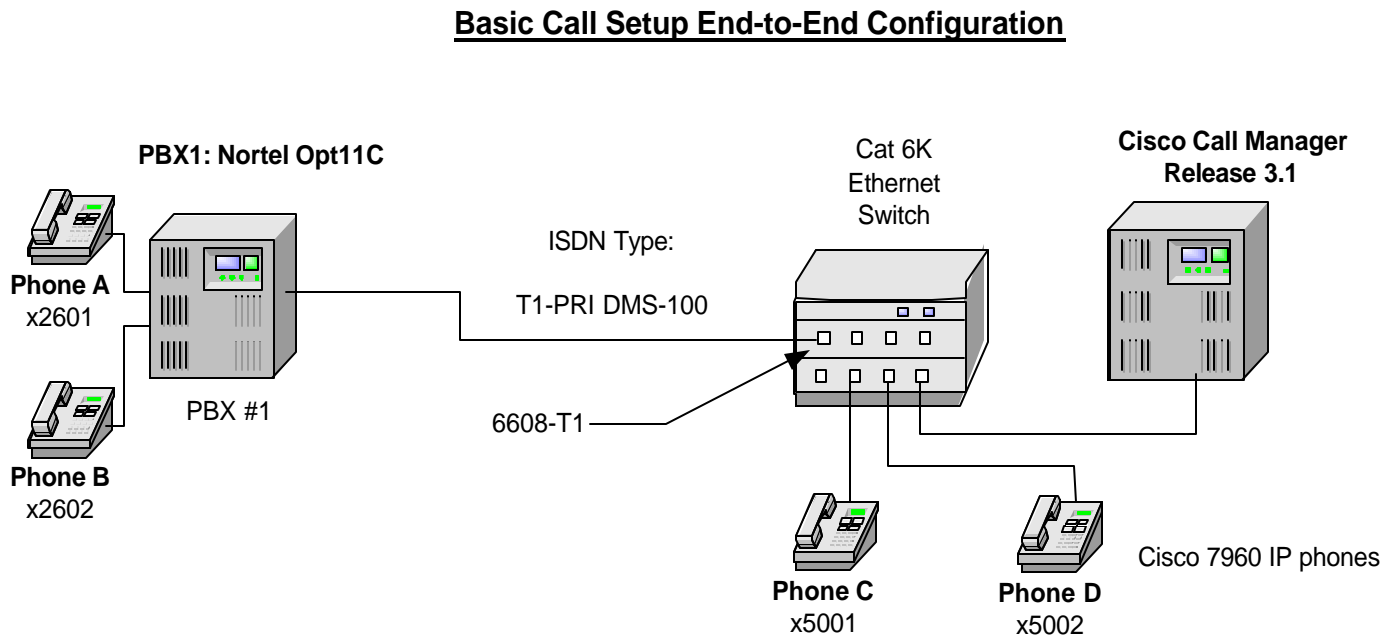 Basic Call Setup End-to-End Configuration
PBX1: Nortel Opt11C
Phone A
x2601
Phone B
x2602
PBX #1
ISDN Type:
T1-PRI DMS-100
6608-T1
Cat 6K
Ethernet
Switch
Cisco Call Manager
Release 3.1
Phone C
x5001
Phone D
x5002
Cisco 7960 IP phones